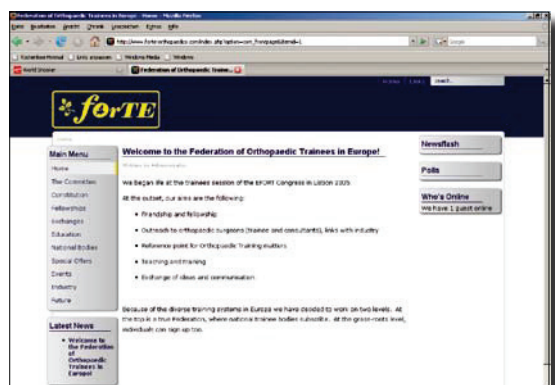 Federation of Orthopaedic Trainees in Europe - Home - Mozilla Firefox
Home
Links
search...
forTE
Main Menu
Home
The Committee
Constitution
Fellowships
Exchanges
Education
National Bodies
Special Offers
Events
Industry
Future
Latest News
Welcome to
the Federation
of
Orthopaedic
Trainees in
Europe!
Welcome to the Federation of Orthopaedic Trainees in Europe!
We began life at the trainees session of the EFORT Congress in Lisbon 2005.
At the outset, our aims are the following:
Friendship and fellowship
Outreach to orthopaedic surgeons (trainee and consultants), links with industry
Reference point for Orthopaedic Training matters
Teaching and training
Exchange of ideas and communication
Because of the diverse training systems in Europe we have decided to work on two levels. At
the top is a true Federation, where national trainee bodies subscribe. At the grass-roots level,
individuals can sign up too.
Newsflash
Polls
Who's Online
We have 1 guest online